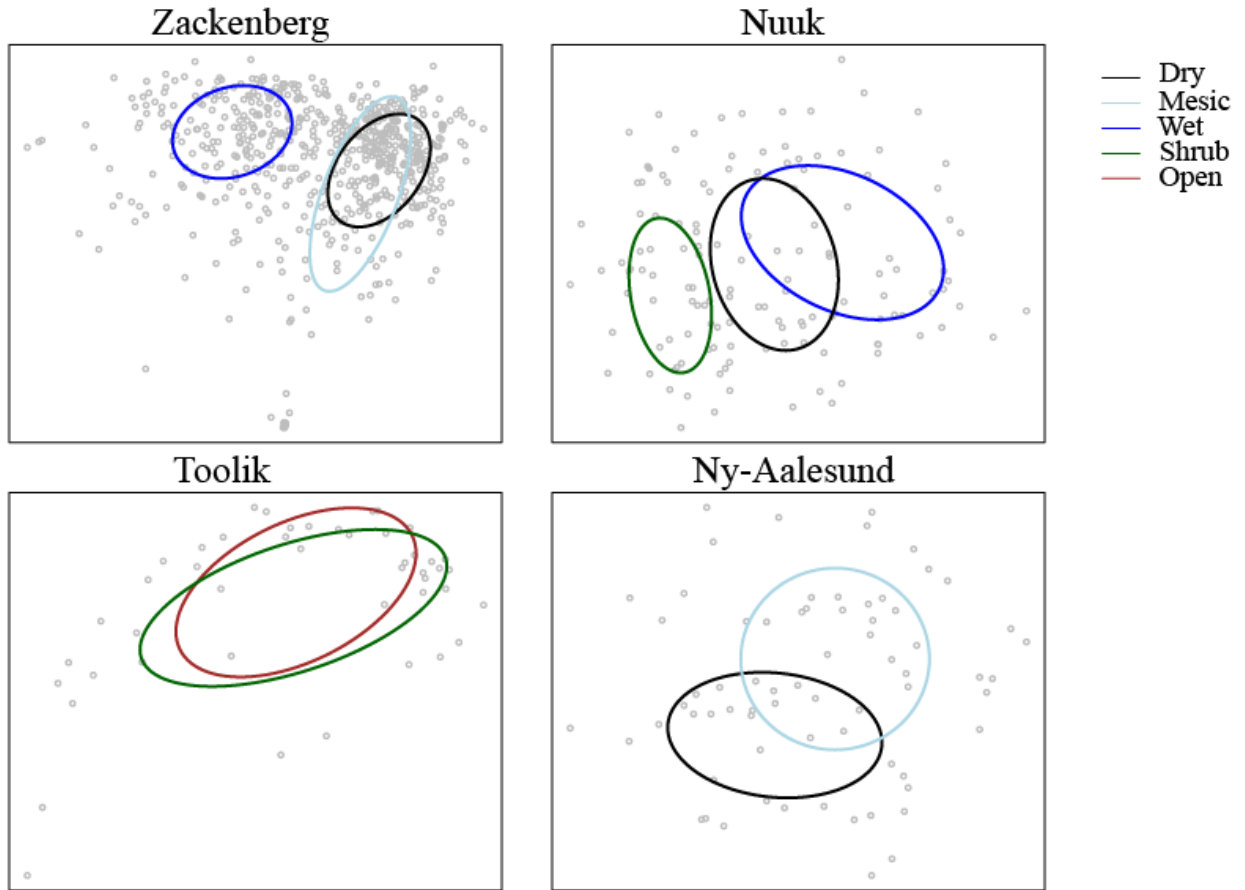 Zackenberg
Nuuk
Dry
Mesic
Wet
Shrub
Open
Toolik
Ny-Aalesund